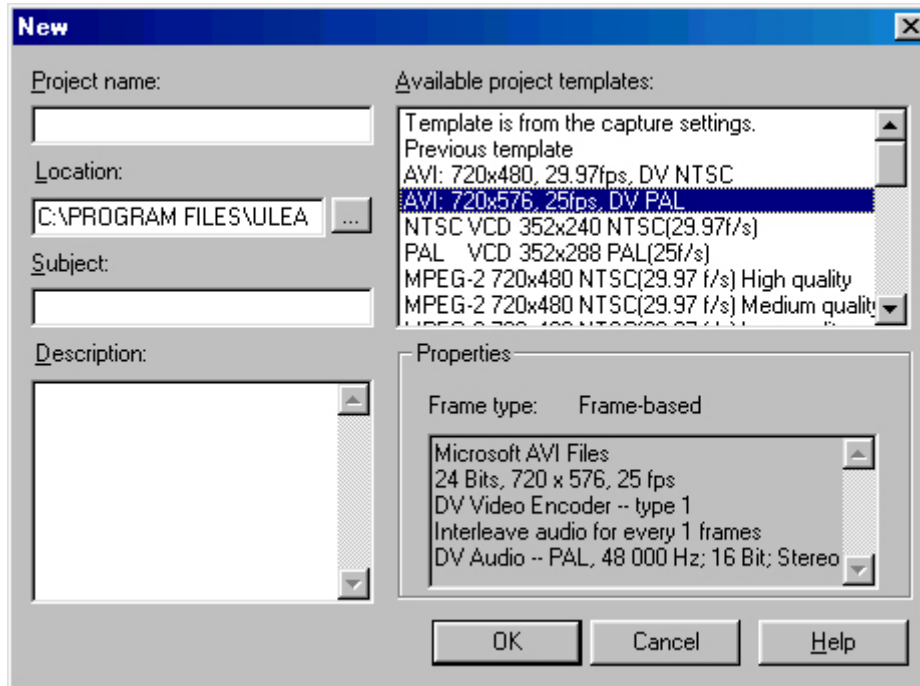 New
Project name:
Location:
C:\PROGRAM FILES\ULEA
...
Subject:
Description:
Available project templates:
Template is from the capture settings.
Previous template
AVI: 720x480, 29.97fps, DV NTSC
AVI: 720x576, 25fps, DV PAL
NTSC VCD 352x240 NTSC(29.97f/s)
PAL VCD 352x288 PAL(25f/s)
MPEG-2 720x480 NTSC(29.97 f/s) High quality
MPEG-2 720x480 NTSC(29.97 f/s) Medium quality
Properties
Frame type: Frame-based
Microsoft AVI Files
24 Bits, 720 x 576, 25 fps
DV Video Encoder -- type 1
Interleave audio for every 1 frames
DV Audio -- PAL, 48 000 Hz; 16 Bit; Stereo
OK
Cancel
Help